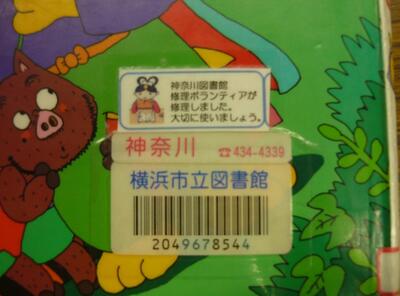 神奈川図書館
修理ボランティアが
修理しました。
大切に使いましょう。
神奈川 ☎434-4339
横浜市立図書館
2049678544